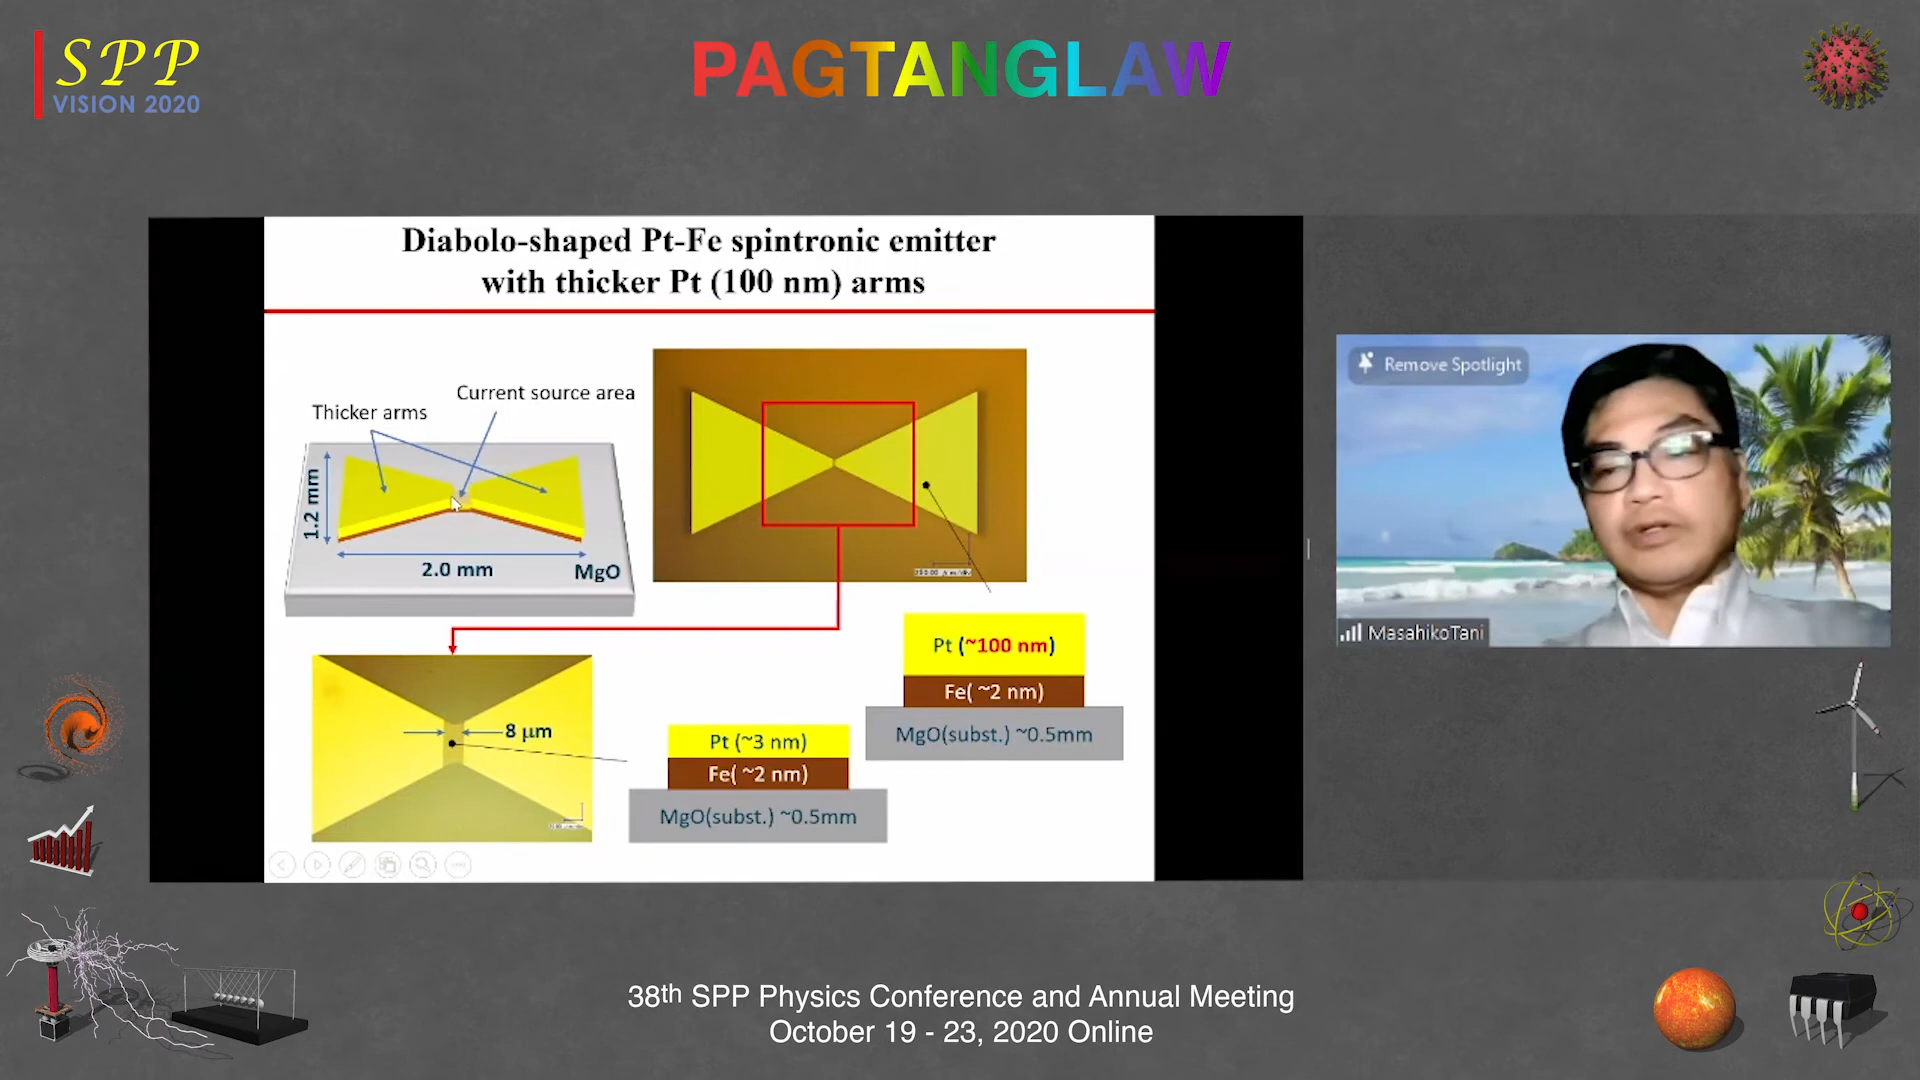 SPP
VISION 2020
PAGTANGLAW
Diabolo-shaped Pt-Fe spintronic emitter
with thicker Pt (100 nm) arms
Thicker arms
Current source area
1.2 mm
2.0 mm
MgO
8 µm
Pt (~100 nm)
Fe( ~2 nm)
MgO(subst.) ~0.5mm
Pt (~3 nm)
Fe( ~2 nm)
MgO(subst.) ~0.5mm
Remove Spotlight
MasahikoTani
38th SPP Physics Conference and Annual Meeting
October 19 - 23, 2020 Online